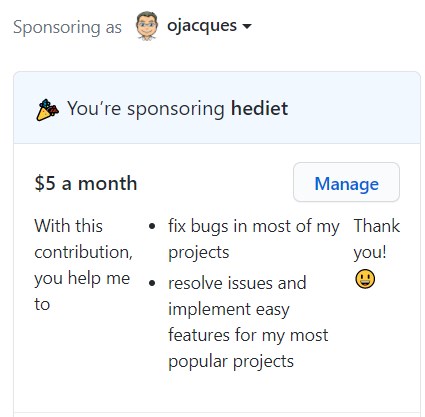 Sponsoring as ojacques
You’re sponsoring hediet
$5 a month
Manage
With this
contribution,
you help me
to
• fix bugs in most of my
projects
• resolve issues and
implement easy
features for my most
popular projects
Thank
you!
😃